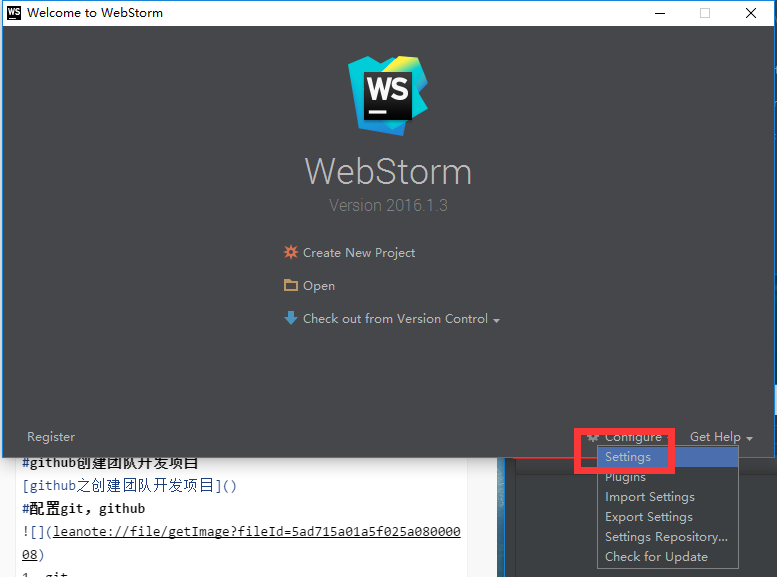 WS Welcome to WebStorm
WS
WebStorm
Version 2016.1.3
Create New Project
Open
Check out from Version Control
Register
Configure
Get Help
Settings
Plugins
Import Settings
Export Settings
Settings Repository...
Check for Update
#github创建团队开发项目
[github之创建团队开发项目]()
#配置git，github
![](leanote://file/getImage?fileId=5ad715a01a5f025a080000
08)
1. git